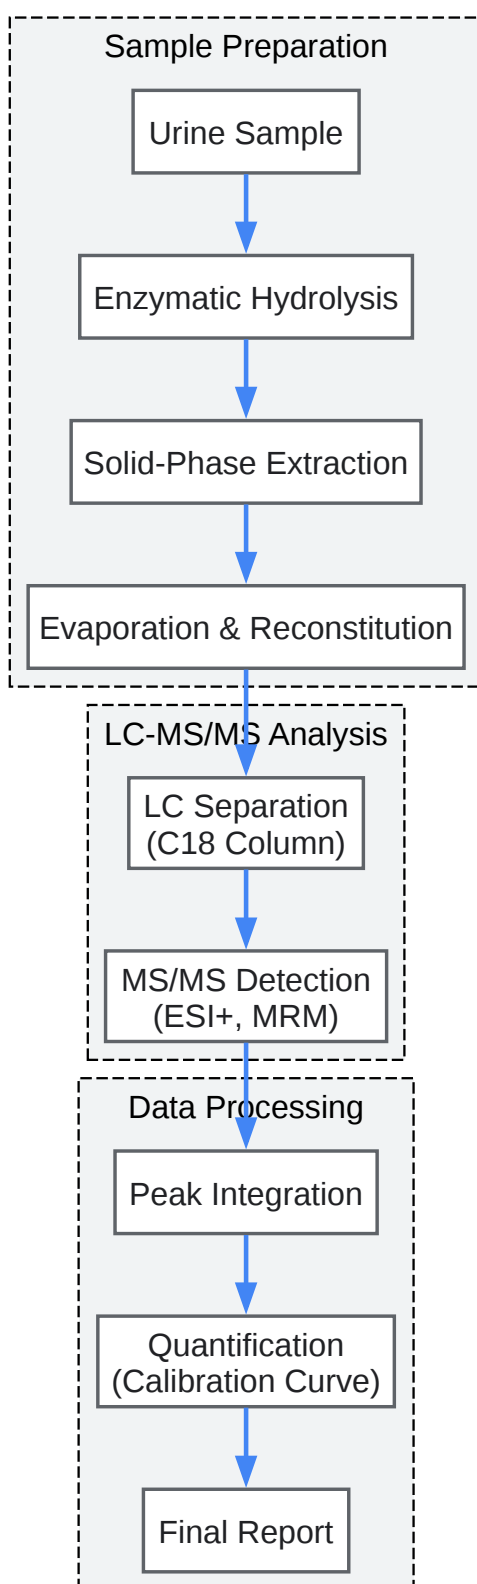 Sample Preparation
Urine Sample
Enzymatic Hydrolysis
Solid-Phase Extraction
Evaporation & Reconstitution
LC-MS/MS Analysis
LC Separation
(C18 Column)
MS/MS Detection
(ESI+, MRM)
Data Processing
Peak Integration
Quantification
(Calibration Curve)
Final Report